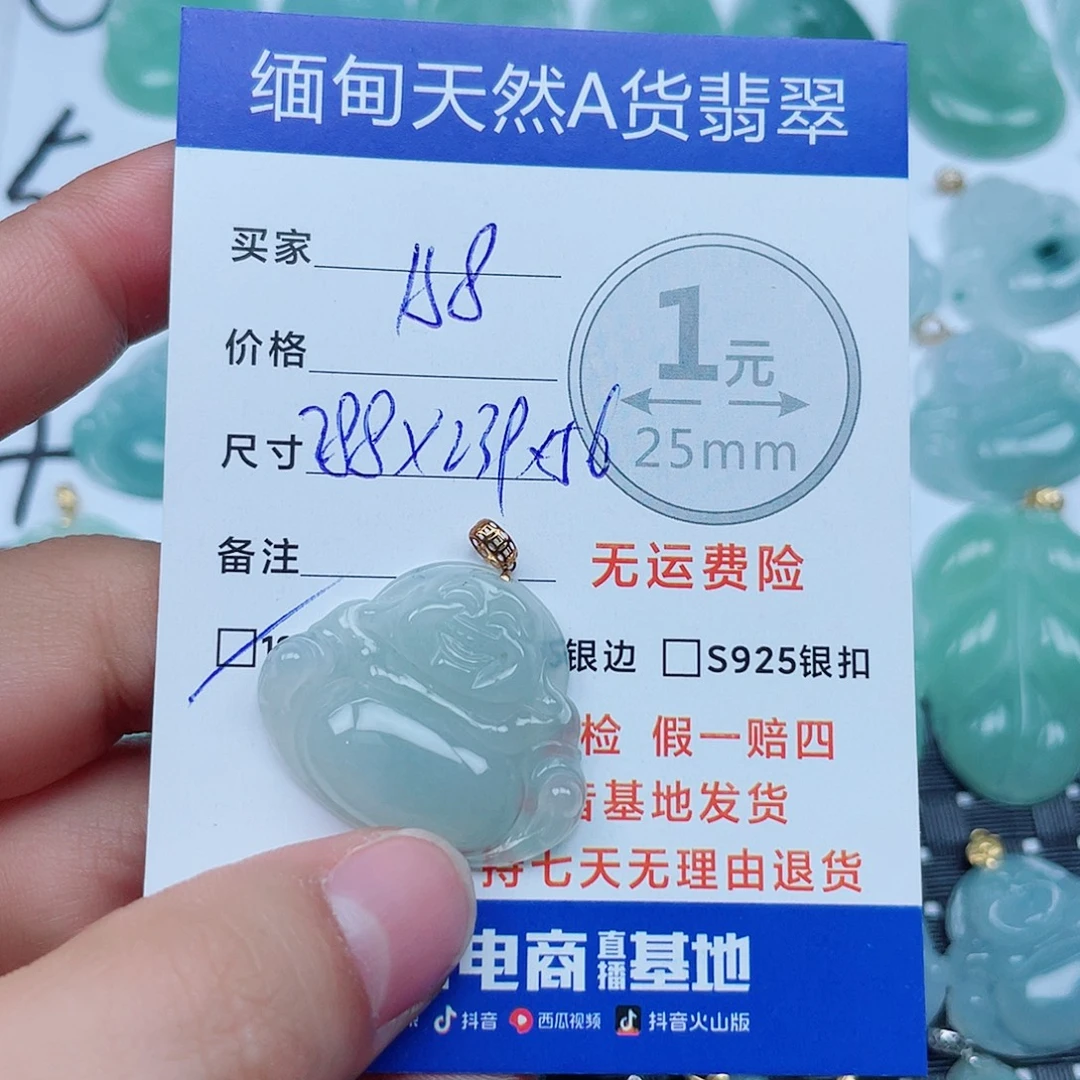 缅甸天然A货翡翠
买家 A8
价格
1元
尺寸 288X239X56
25mm
备注
无运费险
银边 S925银扣
检 假一赔四
基地发货
持七天无理由退货
电商直播基地
抖音 西瓜视频 抖音火山版